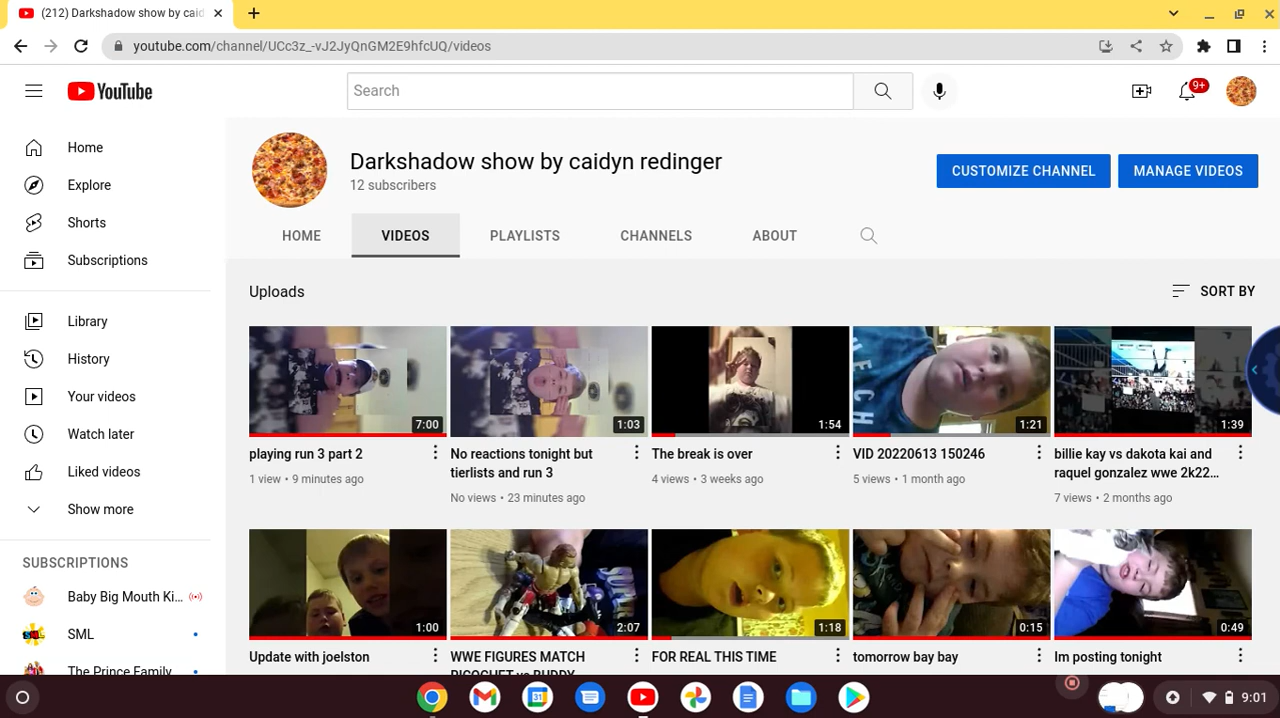 (212) Darkshadow show by caid
youtube.com/channel/UCc3z_-vJ2JyQnGM2E9hfcUQ/videos
YouTube
Search
9+
Home
Explore
Shorts
Subscriptions
Library
History
Your videos
Watch later
Liked videos
Show more
SUBSCRIPTIONS
Baby Big Mouth Ki...
SML
The Prince Family
Darkshadow show by caidyn redinger
12 subscribers
CUSTOMIZE CHANNEL
MANAGE VIDEOS
HOME VIDEOS PLAYLISTS CHANNELS ABOUT
Uploads
SORT BY
7:00
playing run 3 part 2
1 view • 9 minutes ago
1:03
No reactions tonight but
tierlists and run 3
No views • 23 minutes ago
1:54
The break is over
4 views • 3 weeks ago
1:21
VID 20220613 150246
5 views • 1 month ago
1:39
billie kay vs dakota kai and
raquel gonzalez wwe 2k22...
7 views • 2 months ago
1:00
Update with joelston
2:07
WWE FIGURES MATCH
RICOCHET vs BUDDY
1:18
FOR REAL THIS TIME
0:15
tomorrow bay bay
0:49
Im posting tonight
31
9:01